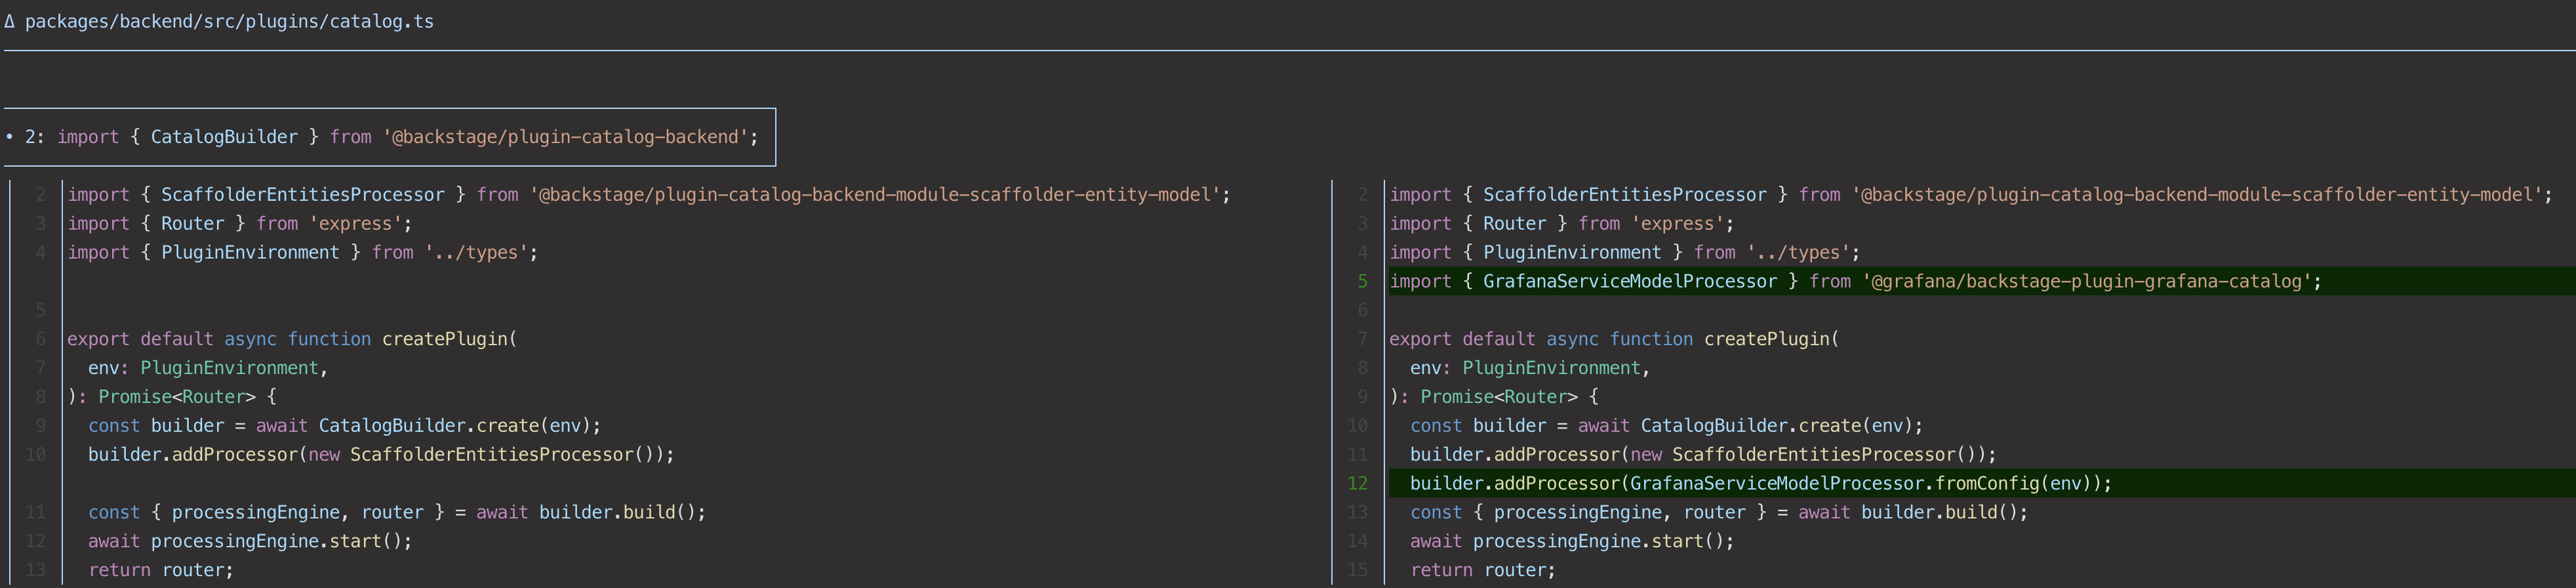 Δ packages/backend/src/plugins/catalog.ts
• 2: import { CatalogBuilder } from '@backstage/plugin-catalog-backend';
2 import { ScaffolderEntitiesProcessor } from '@backstage/plugin-catalog-backend-module-scaffolder-entity-model';
3 import { Router } from 'express';
4 import { PluginEnvironment } from '../types';
5
6 export default async function createPlugin(
7   env: PluginEnvironment,
8 ): Promise<Router> {
9   const builder = await CatalogBuilder.create(env);
10   builder.addProcessor(new ScaffolderEntitiesProcessor());
11   const { processingEngine, router } = await builder.build();
12   await processingEngine.start();
13   return router;
2 import { ScaffolderEntitiesProcessor } from '@backstage/plugin-catalog-backend-module-scaffolder-entity-model';
3 import { Router } from 'express';
4 import { PluginEnvironment } from '../types';
5 import { GrafanaServiceModelProcessor } from '@grafana/backstage-plugin-grafana-catalog';
6
7 export default async function createPlugin(
8   env: PluginEnvironment,
9 ): Promise<Router> {
10   const builder = await CatalogBuilder.create(env);
11   builder.addProcessor(new ScaffolderEntitiesProcessor());
12   builder.addProcessor(GrafanaServiceModelProcessor.fromConfig(env));
13   const { processingEngine, router } = await builder.build();
14   await processingEngine.start();
15   return router;